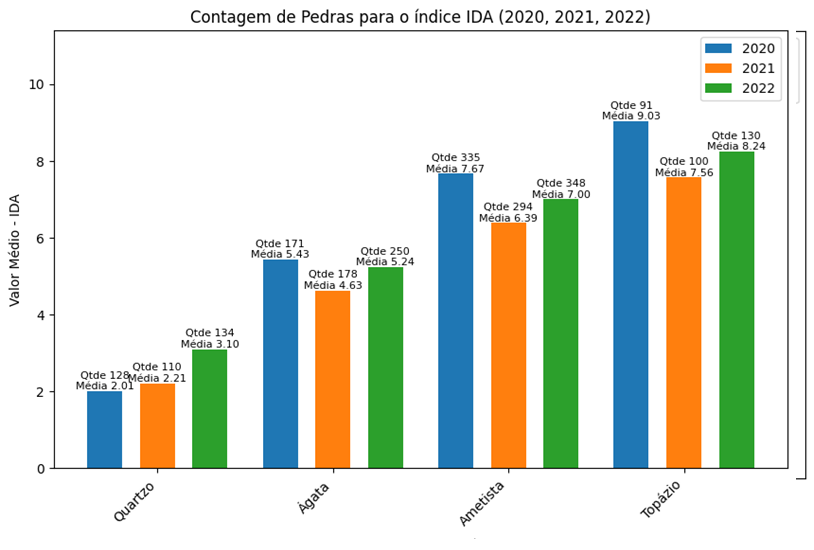 Contagem de Pedras para o índice IDA (2020, 2021, 2022)
2020
2021
2022
Valor Médio - IDA
10
8
6
4
2
0
Qtde 128
Média 2.01
Qtde 110
Média 2.21
Qtde 134
Média 3.10
Qtde 171
Média 5.43
Qtde 178
Média 4.63
Qtde 250
Média 5.24
Qtde 335
Média 7.67
Qtde 294
Média 6.39
Qtde 348
Média 7.00
Qtde 91
Média 9.03
Qtde 100
Média 7.56
Qtde 130
Média 8.24
Quartzo
Ágata
Ametista
Topázio